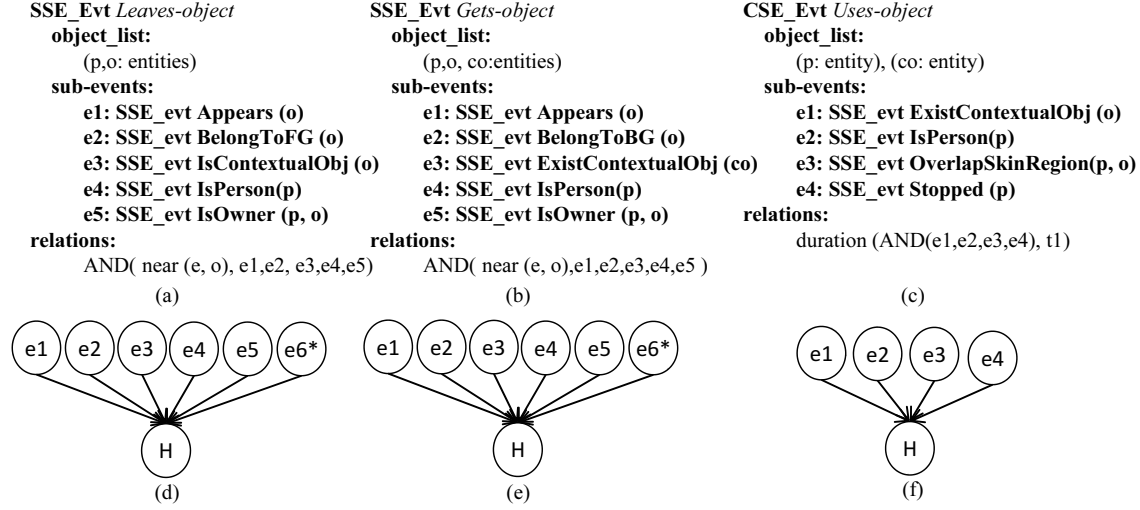 SSE_Evt Leaves-object
object_list:
(p,o: entities)
sub-events:
e1: SSE_evt Appears (o)
e2: SSE_evt BelongToFG (o)
e3: SSE_evt IsContextualObj (o)
e4: SSE_evt IsPerson(p)
e5: SSE_evt IsOwner (p, o)
relations:
AND( near (e, o), e1,e2, e3,e4,e5)
(a)
SSE_Evt Gets-object
object_list:
(p,o, co:entities)
sub-events:
e1: SSE_evt Appears (o)
e2: SSE_evt BelongToBG (o)
e3: SSE_evt ExistContextualObj (co)
e4: SSE_evt IsPerson(p)
e5: SSE_evt IsOwner (p, o)
relations:
AND( near (e, o),e1,e2,e3,e4,e5 )
(b)
CSE_Evt Uses-object
object_list:
(p: entity), (co: entity)
sub-events:
e1: SSE_evt ExistContextualObj (o)
e2: SSE_evt IsPerson(p)
e3: SSE_evt OverlapSkinRegion(p, o)
e4: SSE_evt Stopped (p)
relations:
duration (AND(e1,e2,e3,e4), t1)
(c)
e1 e2 e3 e4 e5 e6*
H
(d)
e1 e2 e3 e4 e5 e6*
H
(e)
e1 e2 e3 e4
H
(f)